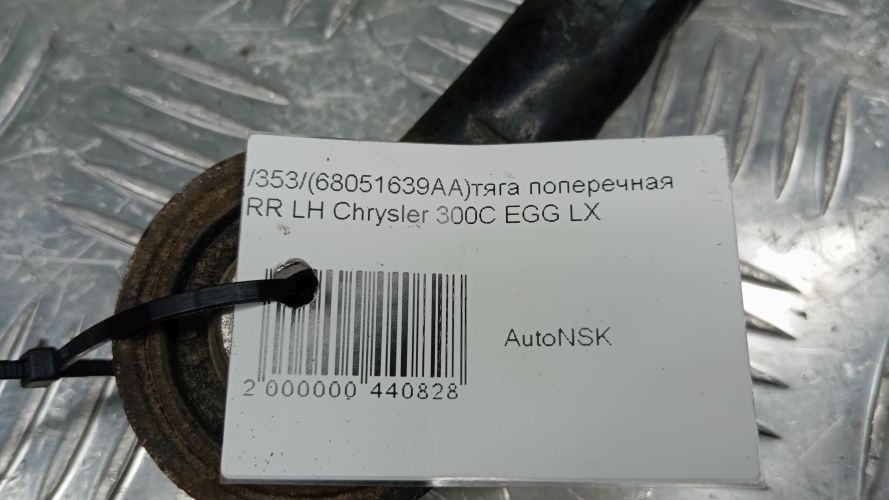 /353/(68051639AA)тяга поперечная
RR LH Chrysler 300C EGG LX
AutoNSK
2 000000 440828